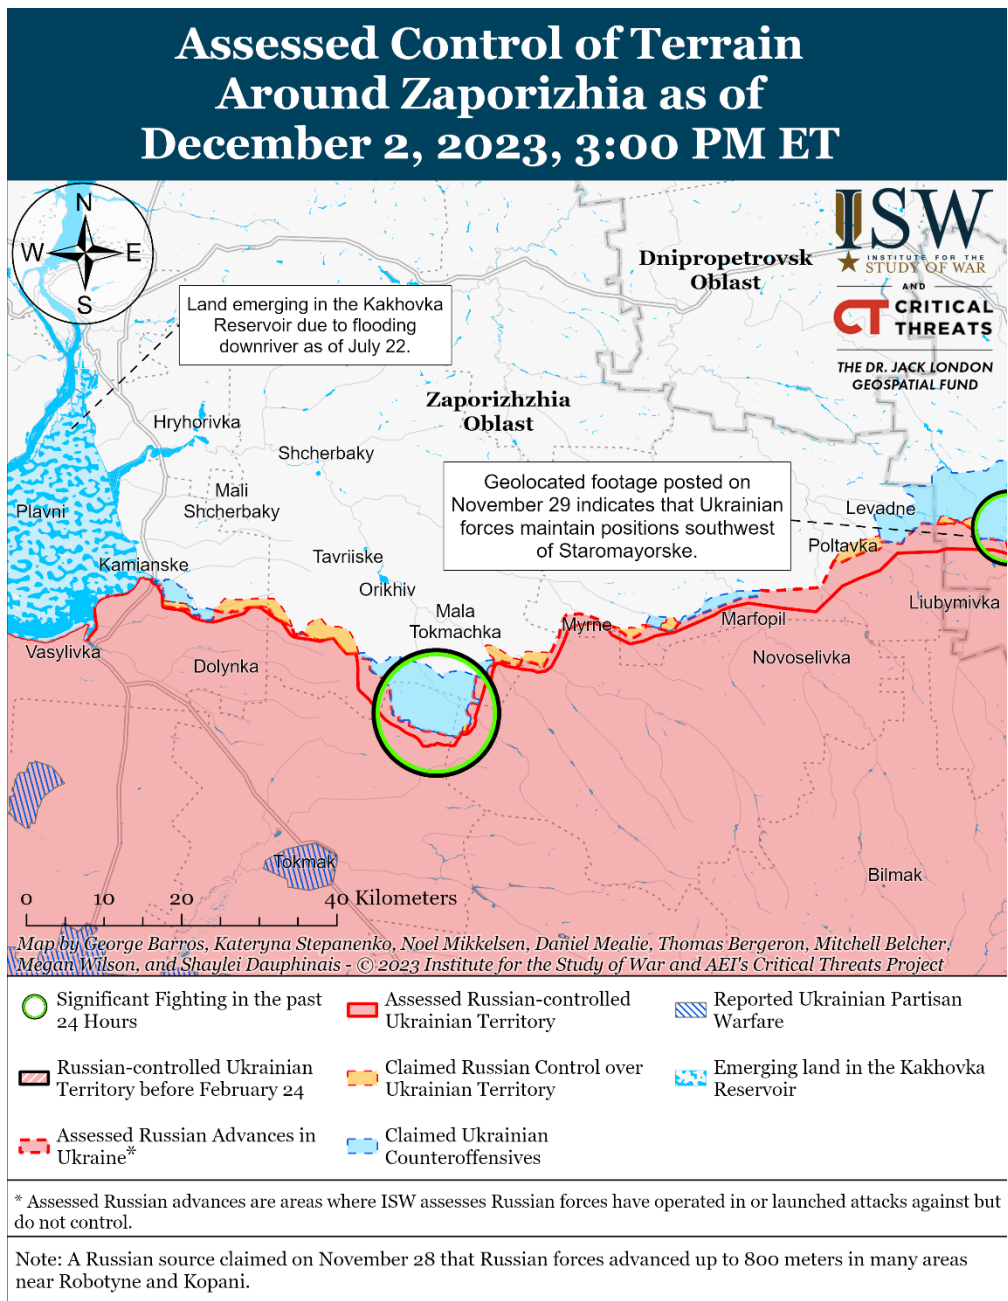 Assessed Control of Terrain
Around Zaporizhia as of
December 2, 2023, 3:00 PM ET
N
W
E
S
ISW
INSTITUTE FOR THE
STUDY OF WAR
AND
CT CRITICAL
THREATS
THE DR. JACK LONDON
GEOSPATIAL FUND
Dnipropetrovsk
Oblast
Land emerging in the Kakhovka
Reservoir due to flooding
downriver as of July 22.
Zaporizhzhia
Oblast
Hryhorivka
Shcherbaky
Geolocated footage posted on
November 29 indicates that Ukrainian
forces maintain positions southwest
of Staromayorske.
Mali
Shcherbaky
Plavni
Levadne
Poltavka
Tavriiske
Kamianske
Orikhiv
Liubymivka
Mala
Tokmachka
Myrne
Marfopil
Vasylivka
Dolynka
Novoselivka
Tokmak
Bilmak
0 10 20 40 Kilometers
Map by George Barros, Kateryna Stepanenko, Noel Mikkelsen, Daniel Mealie, Thomas Bergeron, Mitchell Belcher,
Megan Wilson, and Shaylei Dauphinais - © 2023 Institute for the Study of War and AEI's Critical Threats Project
Significant Fighting in the past
24 Hours
Assessed Russian-controlled
Ukrainian Territory
Reported Ukrainian Partisan
Warfare
Russian-controlled Ukrainian
Territory before February 24
Claimed Russian Control over
Ukrainian Territory
Emerging land in the Kakhovka
Reservoir
Assessed Russian Advances in
Ukraine*
Claimed Ukrainian
Counteroffensives
* Assessed Russian advances are areas where ISW assesses Russian forces have operated in or launched attacks against but
do not control.
Note: A Russian source claimed on November 28 that Russian forces advanced up to 800 meters in many areas
near Robotyne and Kopani.